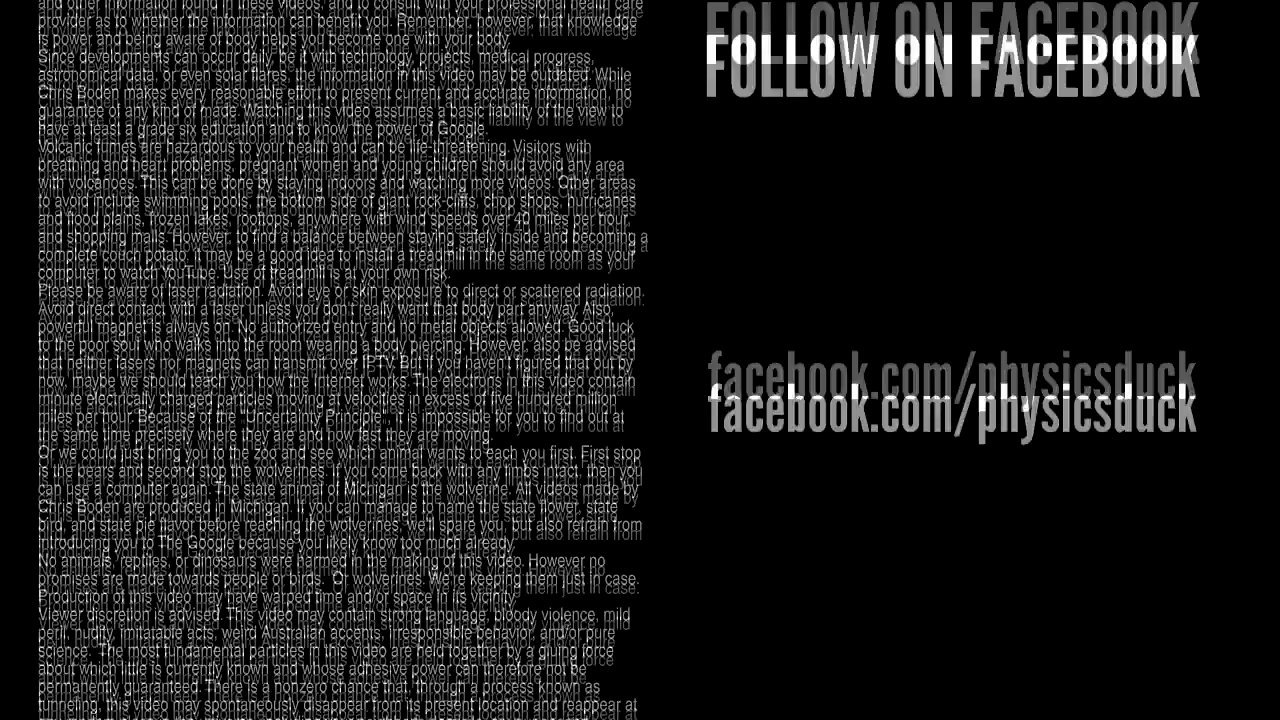 and other information found in these videos, and consult with your professional health care
provider as to whether the information can benefit you. Remember, however, that knowledge
is power and being aware of body helps you become one with your body.
Since developments can occur daily be it with technology, projects, medical progress,
astronomical data, or even solar flares, the information in this video may be outdated. While
Chris Boden makes every reasonable effort to present current and accurate information, no
guarantee of any kind of made. Watching of this video assumes the liability of the view to
have at least a grade six education and to know the power of Google.
Volcanic fumes are hazardous to your health and can be life-threatening. Visitors with
breathing and heart problems, pregnant women, and young children should avoid any area
with volcanoes. This can be done by staying indoors and watching more videos. Other areas
to avoid include swimming pools, the bottom side of giant rock-cliffs, chop shops, hurricanes
and flood plains, frozen lakes, rooftops, anywhere with wind speeds over 40 miles per hour,
and shopping malls. However, to find a balance between staying safely inside and becoming a
complete couch potato, it may be a good idea to install a treadmill in the same room as your
computer to watch YouTube. Use of treadmill is at your own risk.
Please be aware of laser radiation. Avoid eye or skin exposure to direct or scattered radiation.
Avoid direct contact with a laser unless you don't really want that body part anyway. Also
powerful magnet is always on. No authorized entry and no metal objects allowed. Good luck
to the poor soul who walks into the room wearing a body piercing. However, also be advised
that neither lasers or magnets can transmit over IPTV. But if you haven't figured that out by
now, maybe we should teach you how the internet works. The electrons in this video contain
minute electrically charged particles moving at velocities in excess of five hundred million
miles per hour. Because of the "Uncertainty Principle", it is impossible for you to find out at
the same time precisely where they are and how fast they are moving.
Or we could just bring you to the zoo and see which animal wants to teach you first. First stop
is the bears and second stop the wolverines. If you come back with any limbs intact, then you
can use a computer again. The state animal of Michigan is the wolverine. All videos made by
Chris Boden are produced in Michigan. If you can manage to name the state flower, state
bird, and state pie flavor before reaching the wolverines, we'll spare you, but also refrain from
introducing you to The Google because you likely know too much already.
No animals, reptiles, or dinosaurs were harmed in the making of this video. However no
promises are made towards people or birds. Or wolverines. We're keeping them just in case.
Production of this video may have warped time and/or space in its vicinity.
Viewer discretion is advised. This video may contain strong language, bloody violence, mild
peril, nudity, imitatable acts, weird Australian accents, irresponsible behavior, and/or pure
science. The most fundamental particles in this video are held together by a gluing force
about which little is currently known and whose adhesive power can therefore not be
permanently guaranteed. There is a nonzero chance that, through a process known as
tunneling, this video may spontaneously disappear from its present location and reappear at
FOLLOW ON FACEBOOK
facebook.com/physicsduck